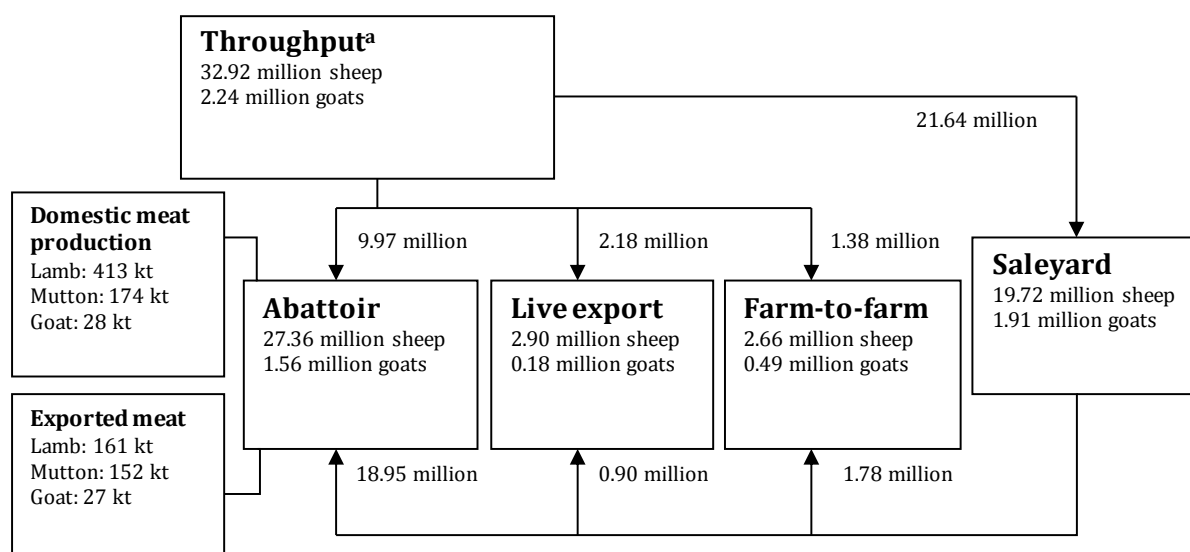 Throughputᵃ
32.92 million sheep
2.24 million goats
21.64 million
Domestic meat
production
Lamb: 413 kt
Mutton: 174 kt
Goat: 28 kt
9.97 million
2.18 million
1.38 million
Saleyard
19.72 million sheep
1.91 million goats
Abattoir
27.36 million sheep
1.56 million goats
Live export
2.90 million sheep
0.18 million goats
Farm-to-farm
2.66 million sheep
0.49 million goats
Exported meat
Lamb: 161 kt
Mutton: 152 kt
Goat: 27 kt
18.95 million
0.90 million
1.78 million